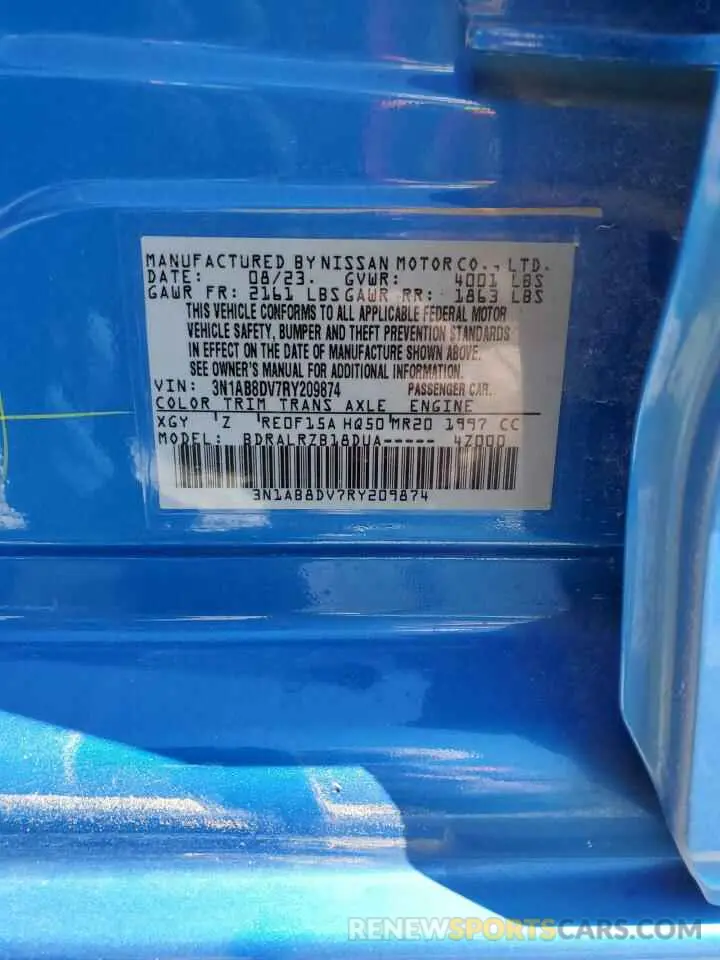 MANUFACTURED BY NISSAN MOTOR CO., LTD.
DATE: 08/23. GVWR: 4001 LBS
GAWR FR: 2161 LBS GAWR RR: 1863 LBS
THIS VEHICLE CONFORMS TO ALL APPLICABLE FEDERAL MOTOR
VEHICLE SAFETY, BUMPER AND THEFT PREVENTION STANDARDS
IN EFFECT ON THE DATE OF MANUFACTURE SHOWN ABOVE.
SEE OWNER'S MANUAL FOR ADDITIONAL INFORMATION.
VIN: 3N1AB8DV7RY209874 PASSENGER CAR.
COLOR TRIM TRANS AXLE ENGINE
XGY Z RE0F15A HQ50 MR20 1997 CC
MODEL: BDRALRZB18DUA----- 4Z000
3N1AB8DV7RY209874
RENEWSPORTSCARS.COM